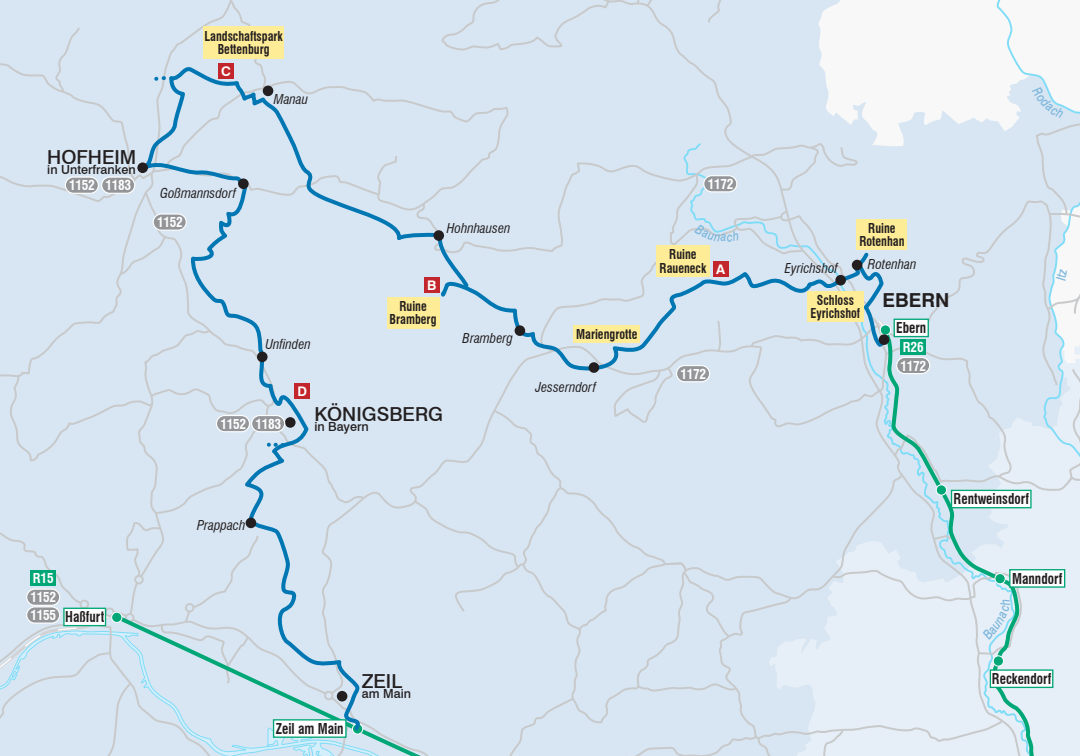 Landschaftspark
Bettenburg
C
Manau
Rodach
HOFHEIM
in Unterfranken
1152 1183
Goßmannsdorf
1152
1172
Baunach
Hohnhausen
Ruine
Rotenhan
Ruine
Raueneck
A
Eyrichshof
Rotenhan
Itz
B
Ruine
Bramberg
Schloss
Eyrichshof
EBERN
Bramberg
Mariengrotte
Ebern
R26
1172
Unfinden
Jesserndorf
1172
D
KÖNIGSBERG
in Bayern
1152 1183
Rentweinsdorf
Prappach
R15
1152
1155
Haßfurt
Manndorf
Baunach
Reckendorf
ZEIL
am Main
Zeil am Main